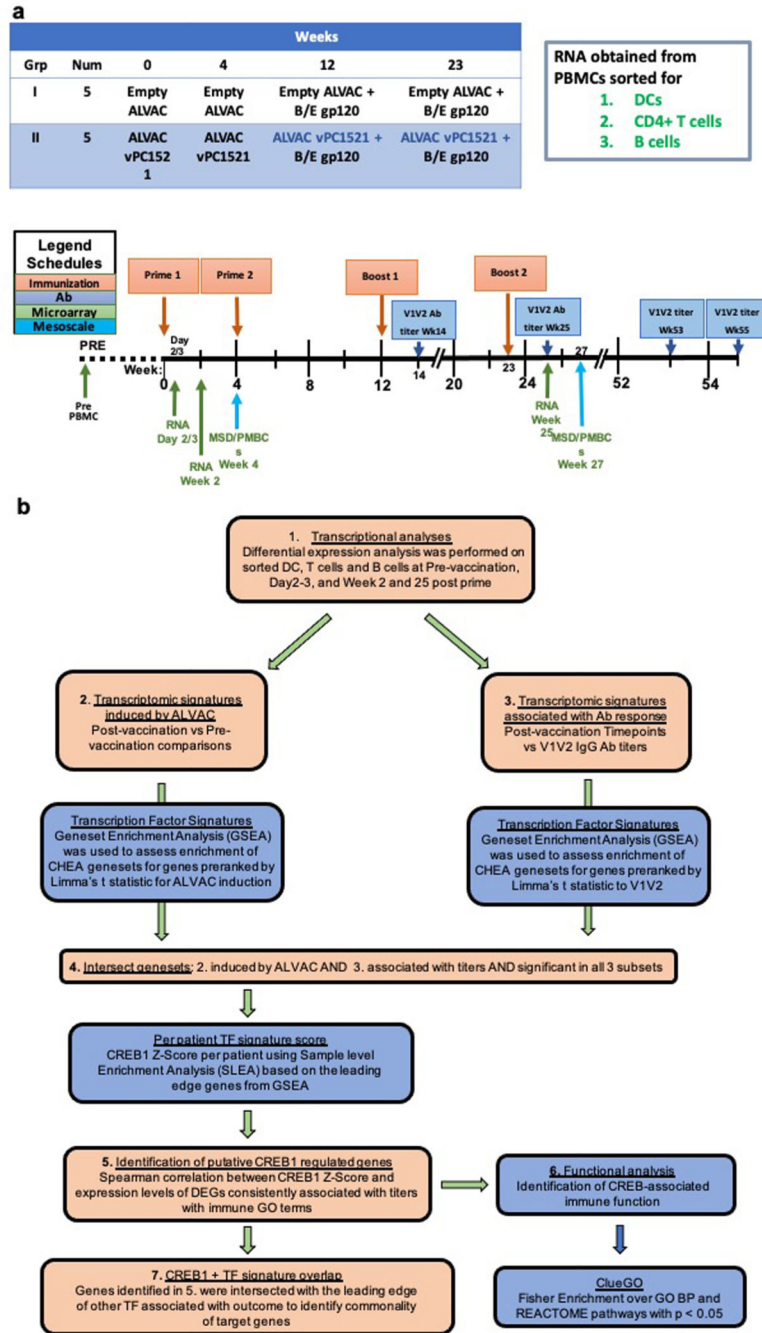 a
Weeks
Grp Num 0 4 12 23
I 5 Empty ALVAC Empty ALVAC Empty ALVAC + B/E gp120 Empty ALVAC + B/E gp120
II 5 ALVAC vPC152 1 ALVAC vPC1521 ALVAC vPC1521 + B/E gp120 ALVAC vPC1521 + B/E gp120
RNA obtained from
PBMCs sorted for
1. DCs
2. CD4+ T cells
3. B cells
Legend
Schedules
Immunization
Ab
Microarray
Mesoscale
Prime 1
Prime 2
Boost 1
Boost 2
V1V2 Ab
titer Wk14
V1V2 Ab
titer Wk25
V1V2 titer
Wk53
V1V2 titer
Wk55
PRE
Day
2/3
Week:
0 4 8 12 14 20 23 24 27 52 54
Pre
PBMC
RNA
Day 2/3
RNA
Week 2
MSD/PMBC
s
Week 4
RNA
Week
25
MSD/PMBC
s
Week 27
b
1. Transcriptional analyses
Differential expression analysis was performed on
sorted DC, T cells and B cells at Pre-vaccination,
Day2-3, and Week 2 and 25 post prime
2. Transcriptomic signatures
induced by ALVAC
Post-vaccination vs Pre-
vaccination comparisons
3. Transcriptomic signatures
associated with Ab response
Post-vaccination Timepoints
vs V1V2 IgG Ab titers
Transcription Factor Signatures
Geneset Enrichment Analysis (GSEA)
was used to assess enrichment of
CHEA genesets for genes preranked by
Limma's t statistic for ALVAC induction
Transcription Factor Signatures
Geneset Enrichment Analysis (GSEA)
was used to assess enrichment of
CHEA genesets for genes preranked by
Limma's t statistic to V1V2
4. Intersect genesets: 2. induced by ALVAC AND 3. associated with titers AND significant in all 3 subsets
Per patient TF signature score
CREB1 Z-Score per patient using Sample level
Enrichment Analysis (SLEA) based on the leading
edge genes from GSEA
5. Identification of putative CREB1 regulated genes
Spearman correlation between CREB1 Z-Score and
expression levels of DEGs consistently associated with titers
with immune GO terms
6. Functional analysis
Identification of CREB-associated
immune function
7. CREB1 + TF signature overlap
Genes identified in 5. were intersected with the leading edge
of other TF associated with outcome to identify commonality
of target genes
ClueGO
Fisher Enrichment over GO BP and
REACTOME pathways with p < 0.05